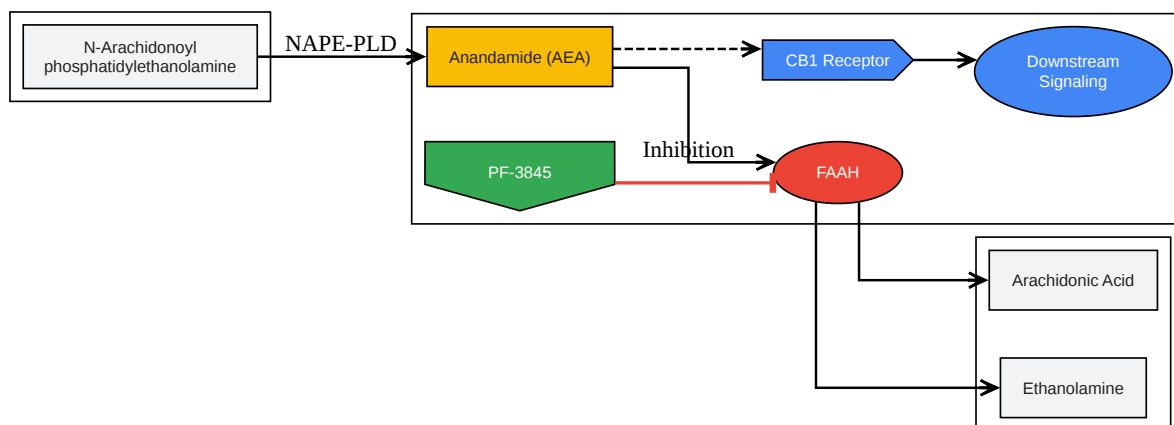 N-Arachidonoyl
phosphatidylethanolamine
NAPE-PLD
Anandamide (AEA)
CB1 Receptor
Downstream
Signaling
PF-3845
Inhibition
FAAH
Arachidonic Acid
Ethanolamine